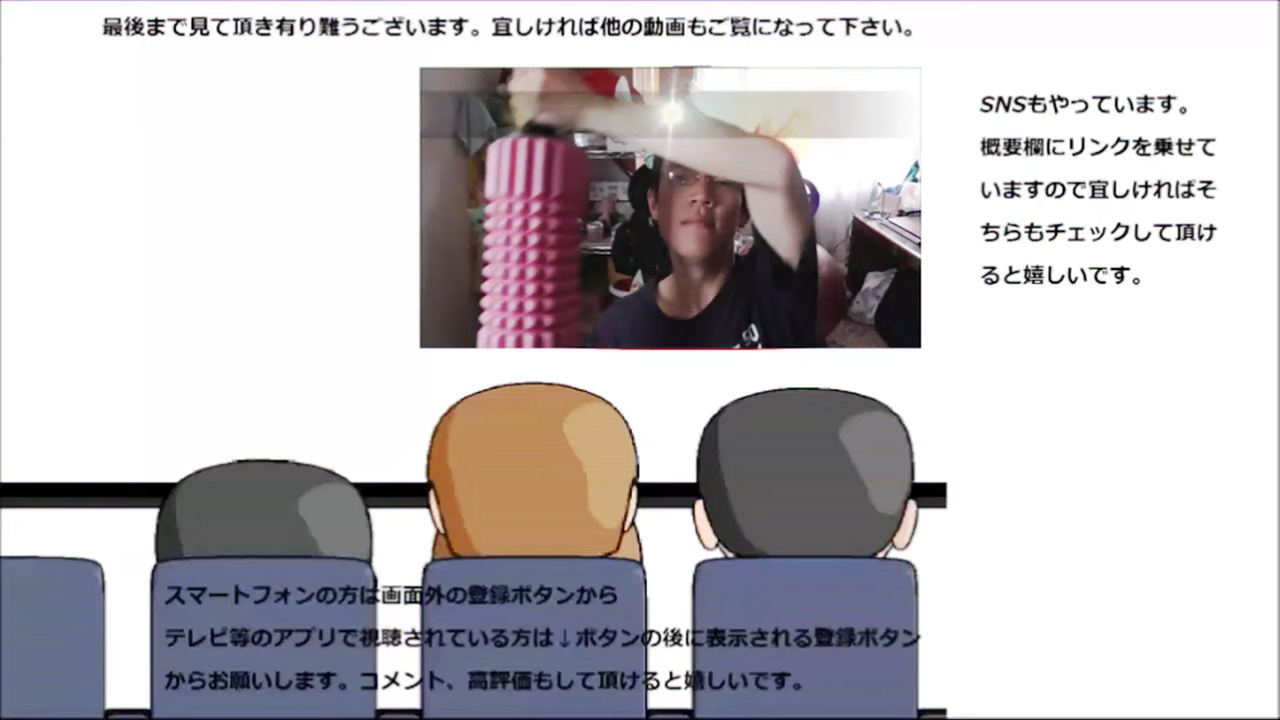 最後まで見て頂き有り難うございます。宜しければ他の動画もご覧になって下さい。
SNSもやっています。
概要欄にリンクを乗せて
いますので宜しければそ
ちらもチェックして頂け
ると嬉しいです。
スマートフォンの方は画面外の登録ボタンから
テレビ等のアプリで視聴されている方は↓ボタンの後に表示される登録ボタン
からお願いします。コメント、高評価もして頂けると嬉しいです。